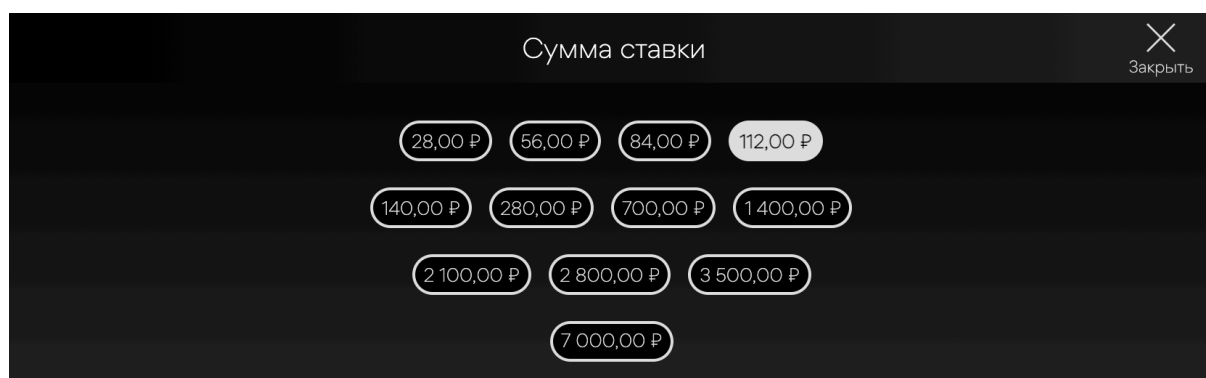 Сумма ставки
Закрыть
28,00 ₽ 56,00 ₽ 84,00 ₽ 112,00 ₽
140,00 ₽ 280,00 ₽ 700,00 ₽ 1 400,00 ₽
2 100,00 ₽ 2 800,00 ₽ 3 500,00 ₽
7 000,00 ₽